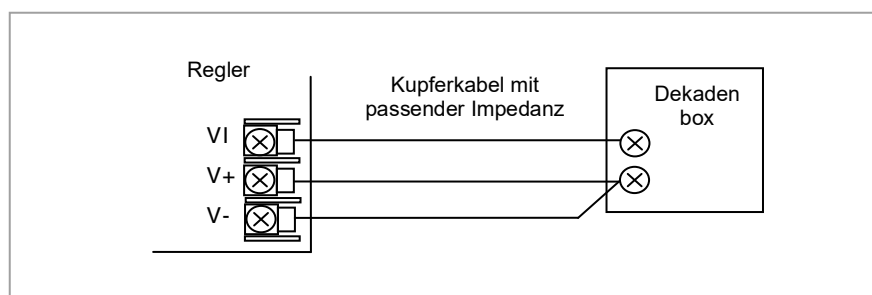 Regler
Kupferkabel mit
passender Impedanz
Dekaden
box
VI
V+
V-